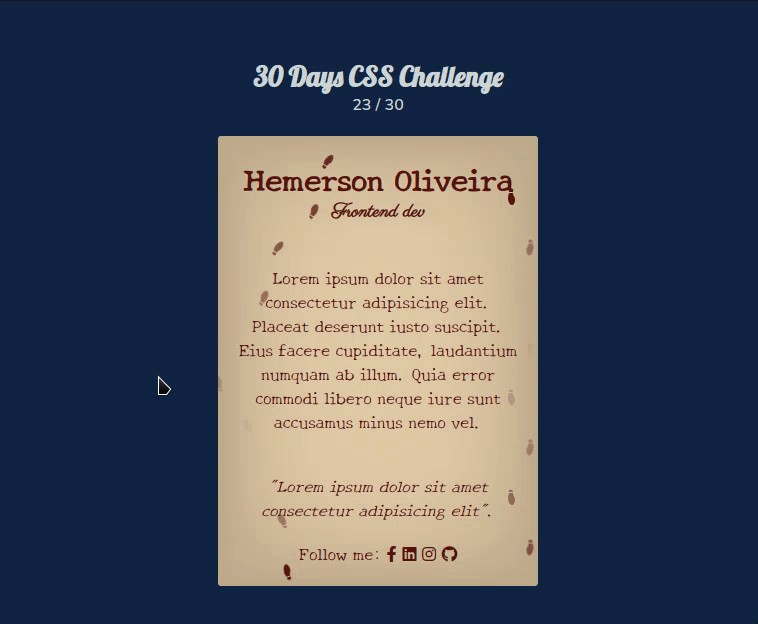 30 Days CSS Challenge
23 / 30
Hemerson Oliveira
Frontend dev
Lorem ipsum dolor sit amet
consectetur adipisicing elit.
Placeat deserunt iusto suscipit.
Eius facere cupiditate, laudantium
numquam ab illum. Quia error
commodi libero neque iure sunt
accusamus minus nemo vel.
"Lorem ipsum dolor sit amet
consectetur adipisicing elit".
Follow me: